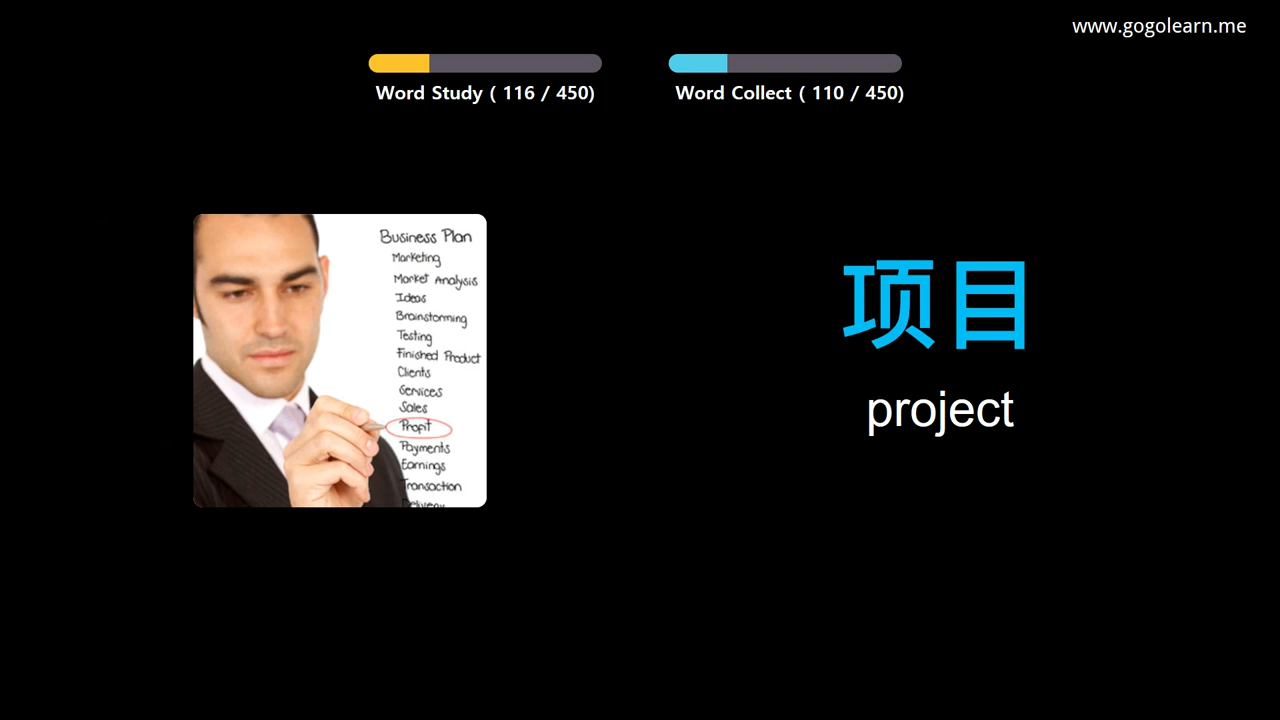 www.gogolearn.me
Word Study ( 116 / 450)
Word Collect ( 110 / 450)
Business Plan
Marketing
Market Analysis
Ideas
Brainstorming
Testing
Finished Product
Clients
Services
Sales
Profit
Payments
Earnings
Transaction
Delivery
项目
project